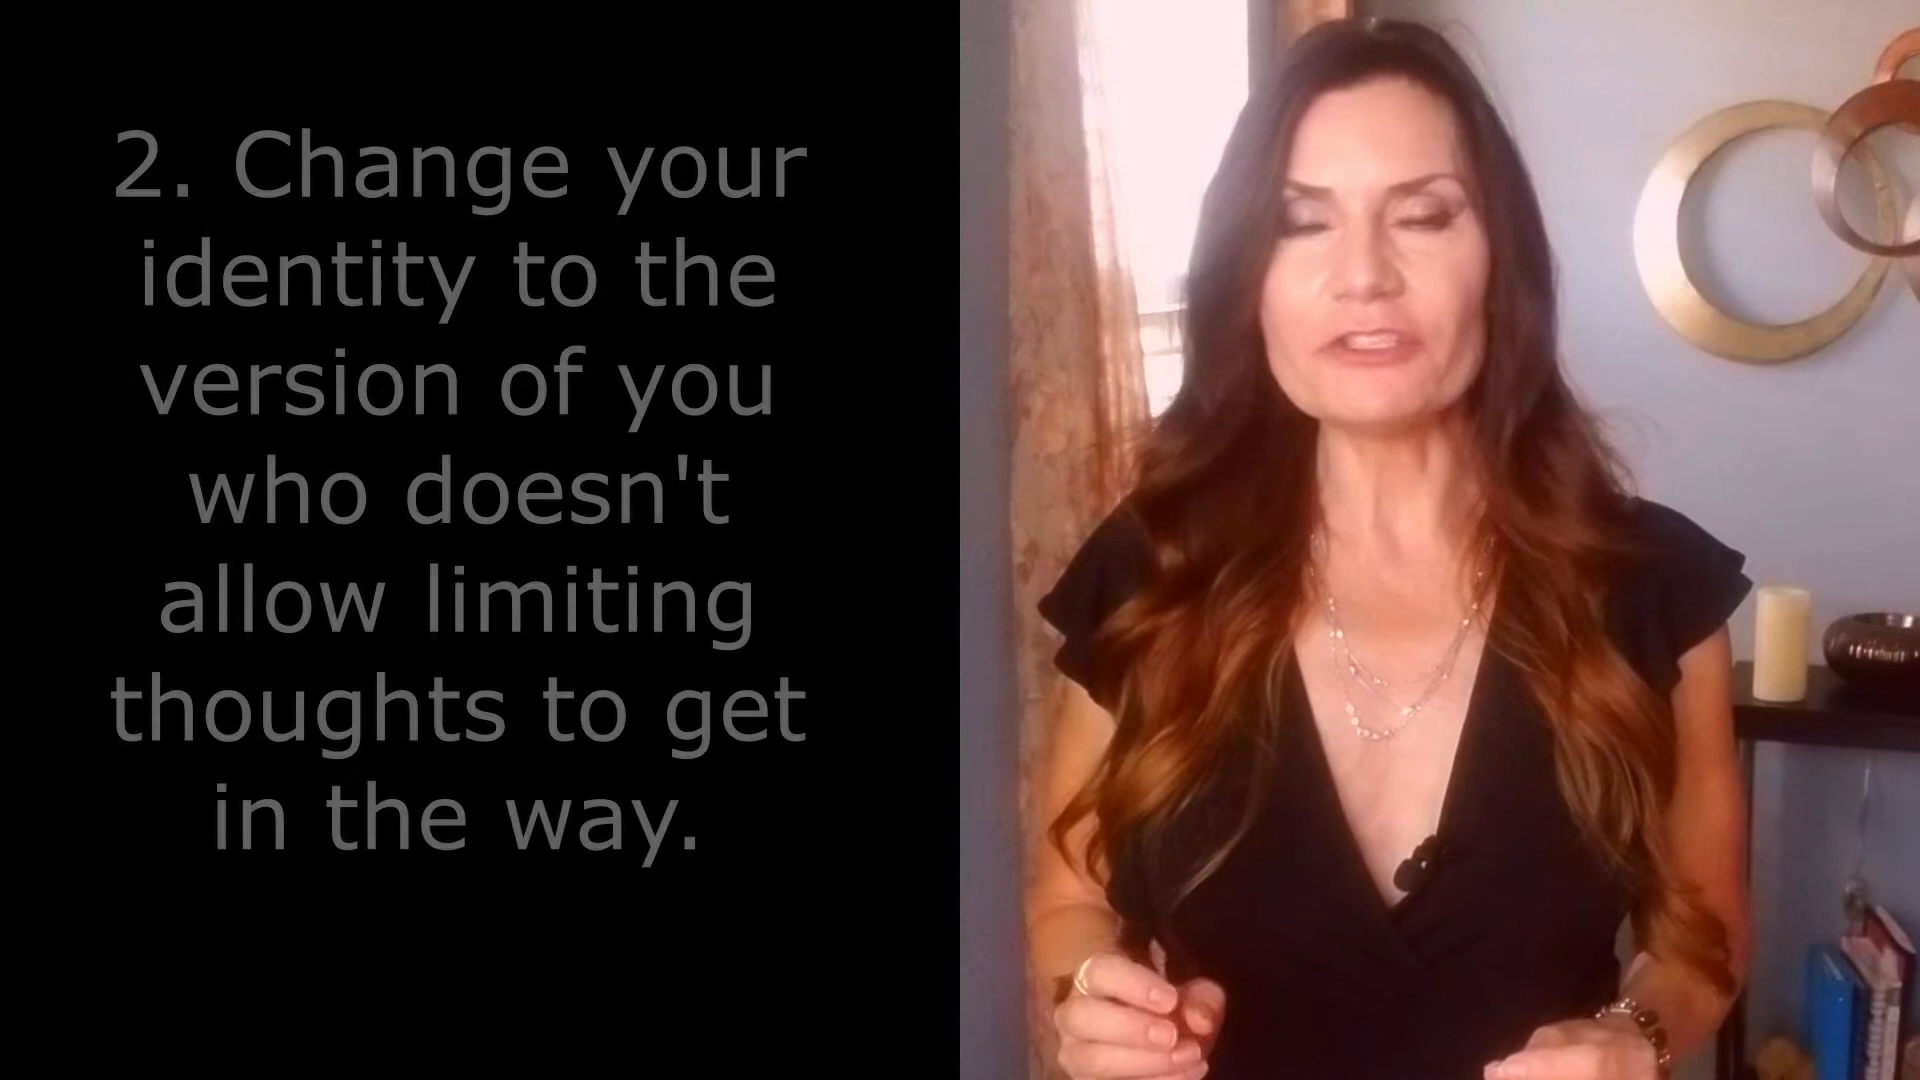 2. Change your
identity to the
version of you
who doesn't
allow limiting
thoughts to get
in the way.